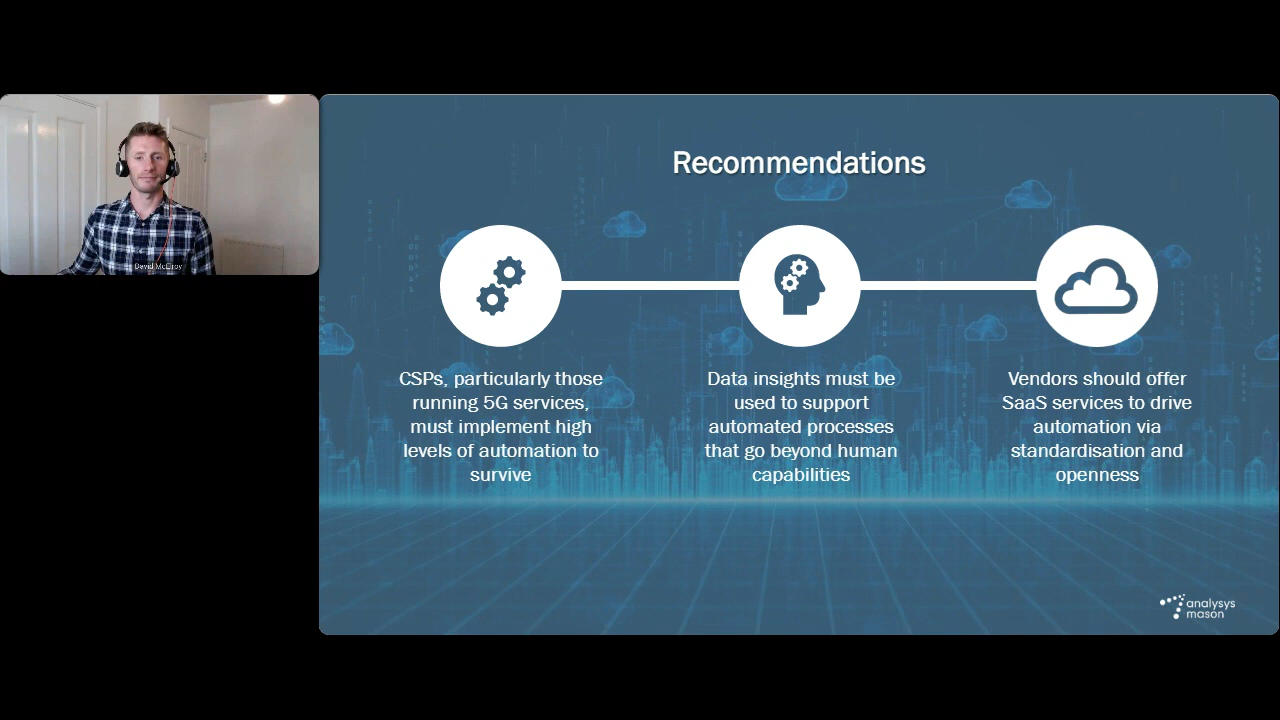 David McElroy
Recommendations
CSPs, particularly those
running 5G services,
must implement high
levels of automation to
survive
Data insights must be
used to support
automated processes
that go beyond human
capabilities
Vendors should offer
SaaS services to drive
automation via
standardisation and
openness
analysys
mason